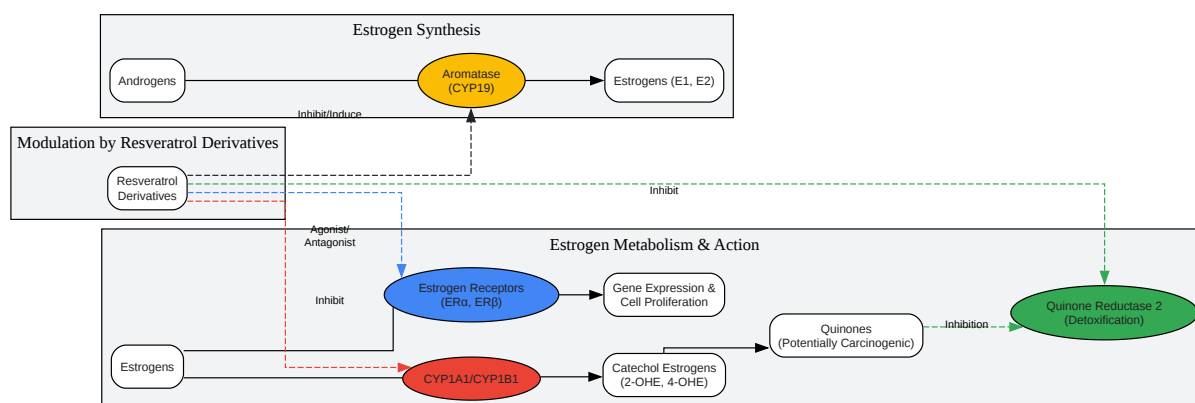 Estrogen Synthesis
Androgens
Aromatase
(CYP19)
Estrogens (E1, E2)
Inhibit/Induce
Modulation by Resveratrol Derivatives
Resveratrol
Derivatives
Inhibit
Agonist/
Antagonist
Estrogen Metabolism & Action
Inhibit
Estrogen Receptors
(ERα, ERβ)
Gene Expression &
Cell Proliferation
Quinone Reductase 2
(Detoxification)
Inhibition
Quinones
(Potentially Carcinogenic)
Estrogens
CYP1A1/CYP1B1
Catechol Estrogens
(2-OHE, 4-OHE)